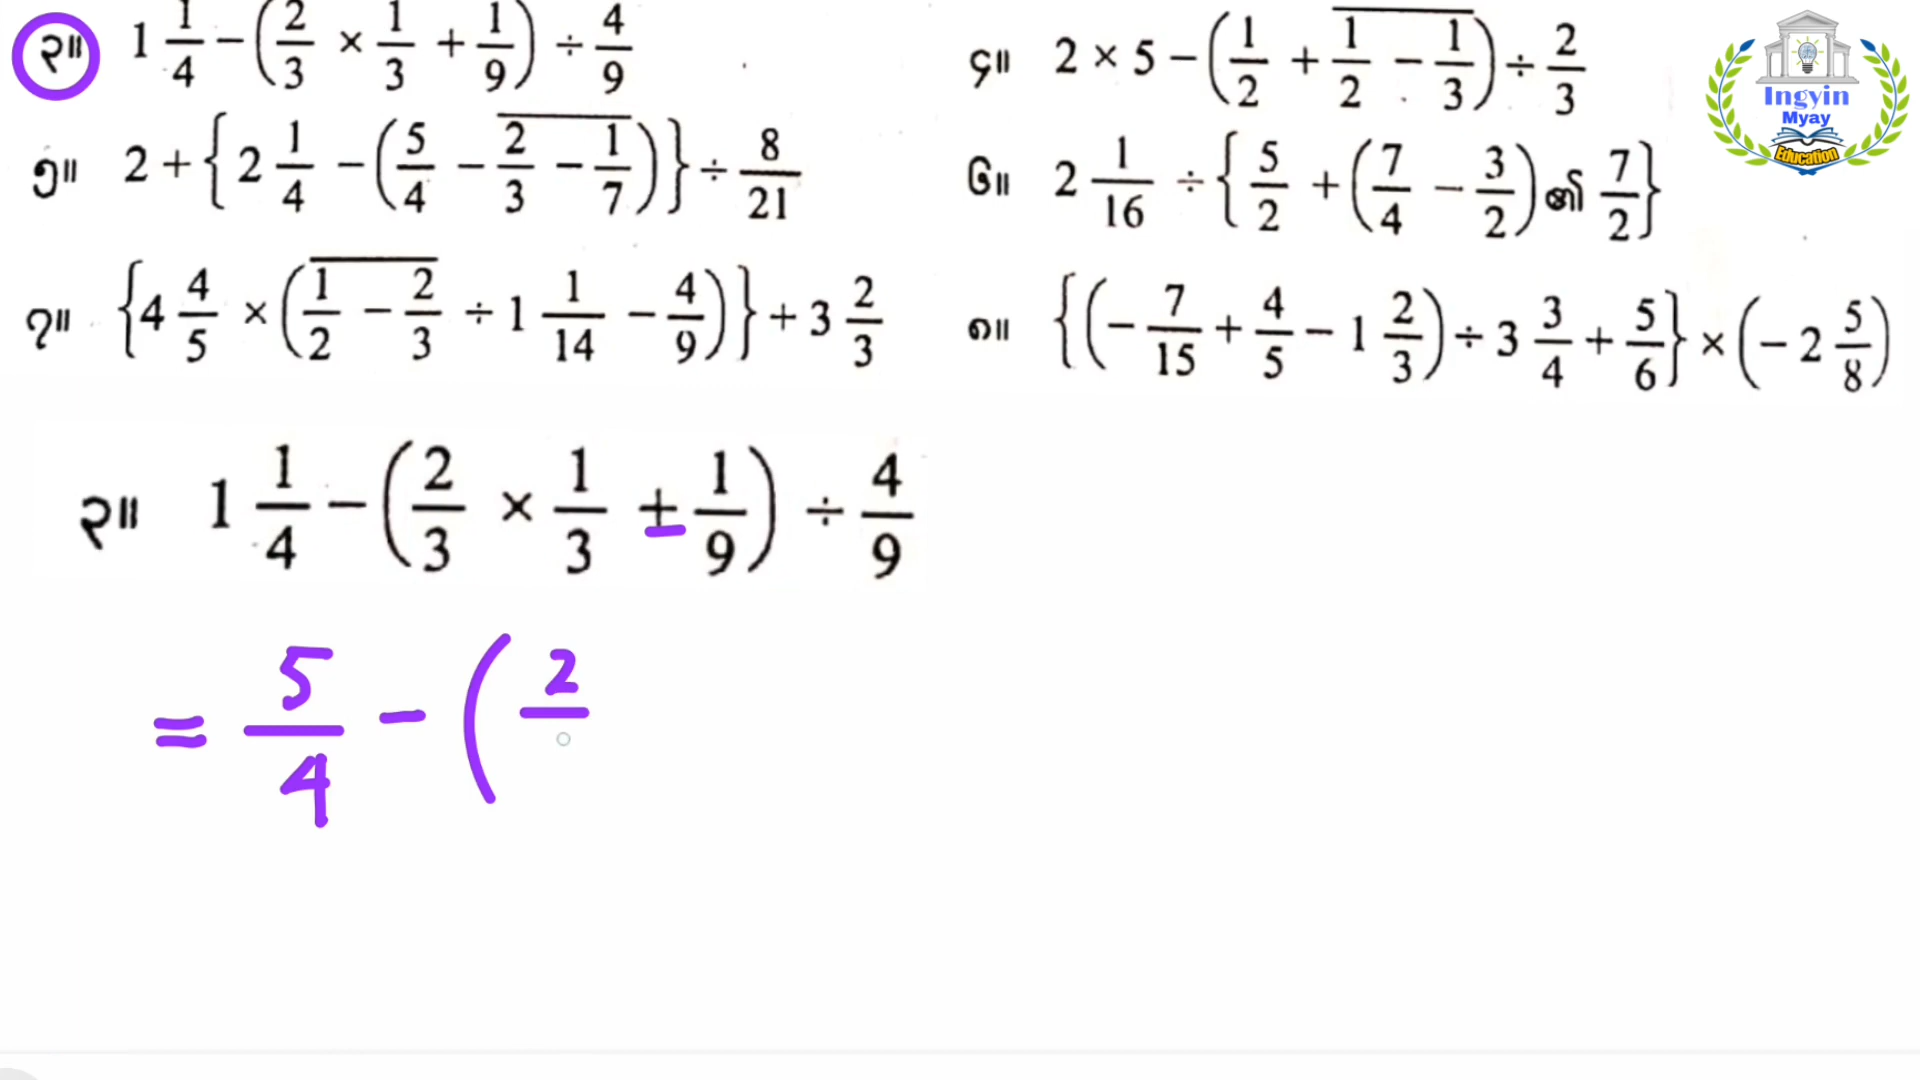 ၃။ 1 1/4 − (2/3 × 1/3 + 1/9) ÷ 4/9
၄။ 2 × 5 − (1/2 + \overline{1/2 − 1/3}) ÷ 2/3
Ingyin
Myay
Education
၅။ 2 + {2 1/4 − (5/4 − \overline{2/3 − 1/7})} ÷ 8/21
၆။ 2 1/16 ÷ {5/2 + (7/4 − 3/2) ၏ 7/2}
၇။ {4 4/5 × (\overline{1/2 − 2/3} ÷ 1 1/14 − 4/9)} + 3 2/3
၈။ {(− 7/15 + 4/5 − 1 2/3) ÷ 3 3/4 + 5/6} × (− 2 5/8)
၃။ 1 1/4 − (2/3 × 1/3 + 1/9) ÷ 4/9
= 5/4 − (2/